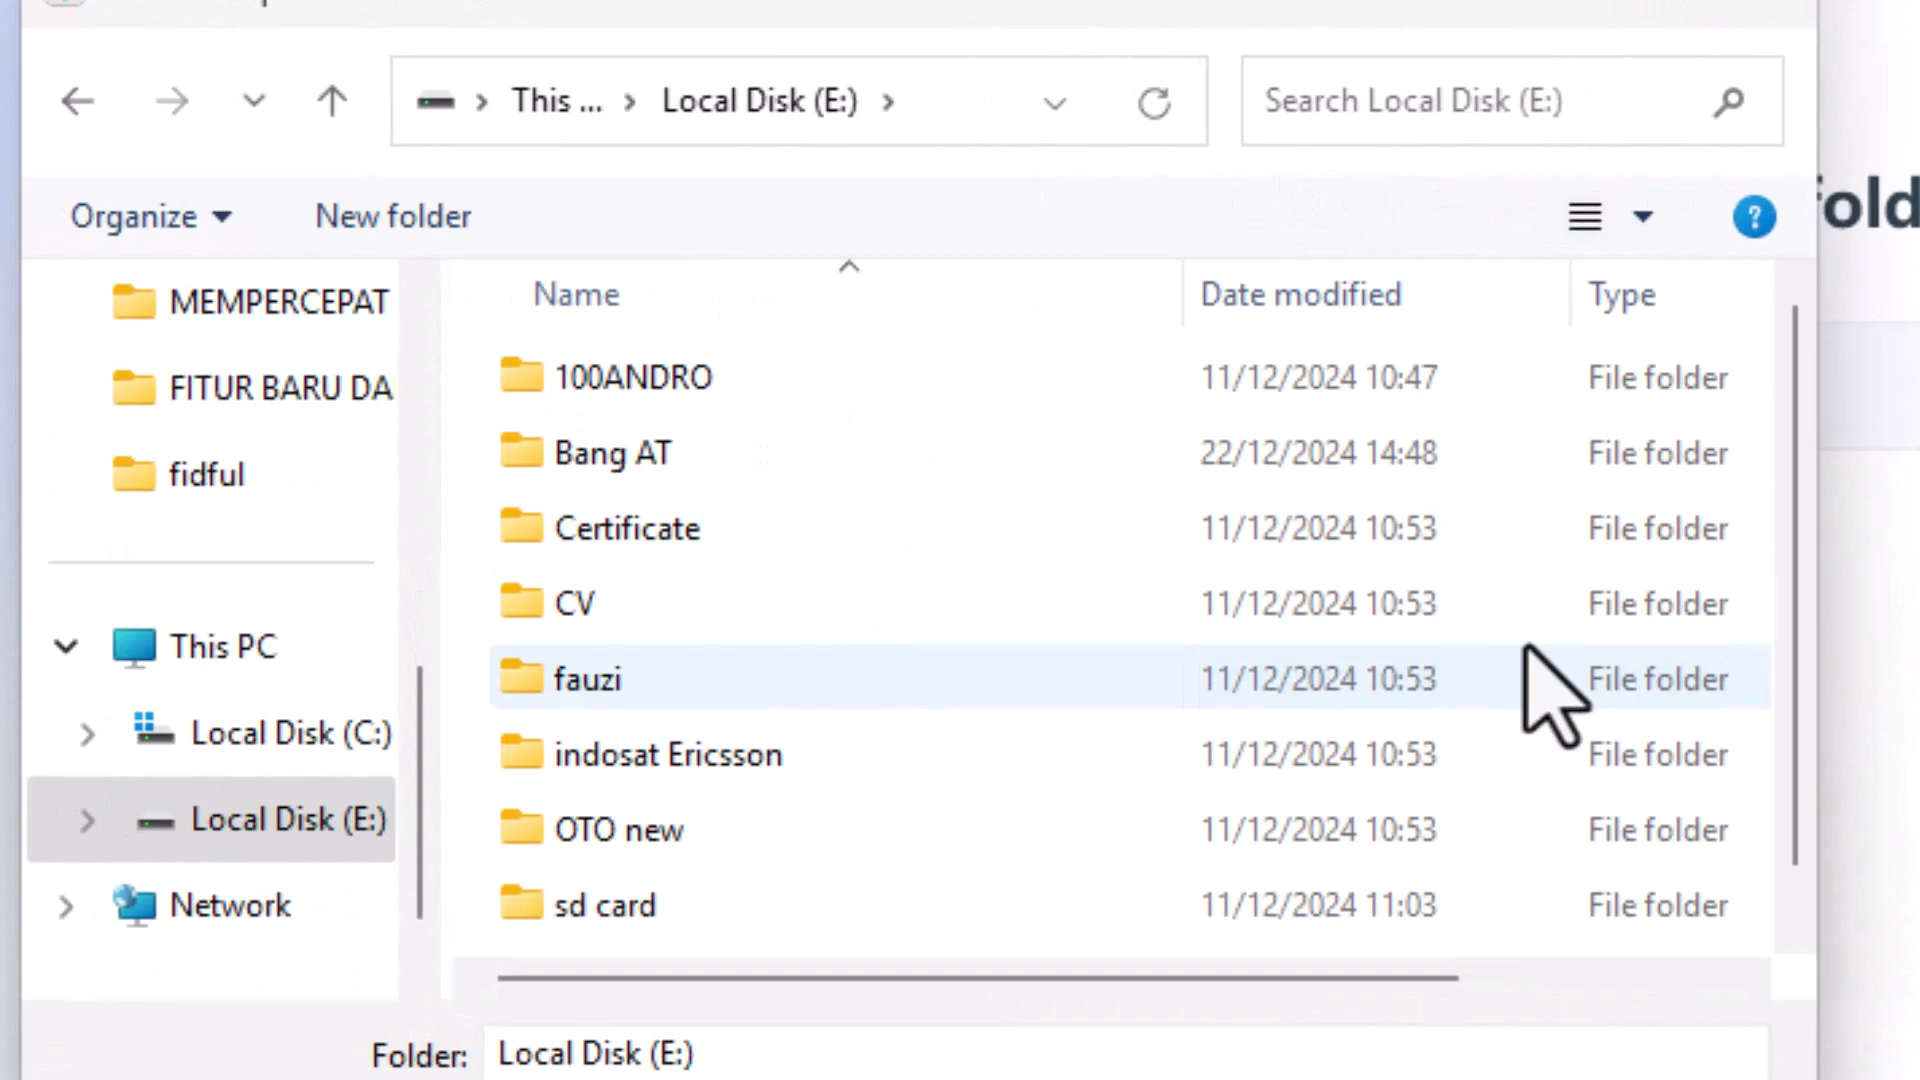 This ... Local Disk (E:) Search Local Disk (E:)
Organize New folder ?
Name Date modified Type
MEMPERCEPAT
FITUR BARU DA
fidful
This PC
Local Disk (C:)
Local Disk (E:)
Network
100ANDRO 11/12/2024 10:47 File folder
Bang AT 22/12/2024 14:48 File folder
Certificate 11/12/2024 10:53 File folder
CV 11/12/2024 10:53 File folder
fauzi 11/12/2024 10:53 File folder
indosat Ericsson 11/12/2024 10:53 File folder
OTO new 11/12/2024 10:53 File folder
sd card 11/12/2024 11:03 File folder
Folder: Local Disk (E:)
old